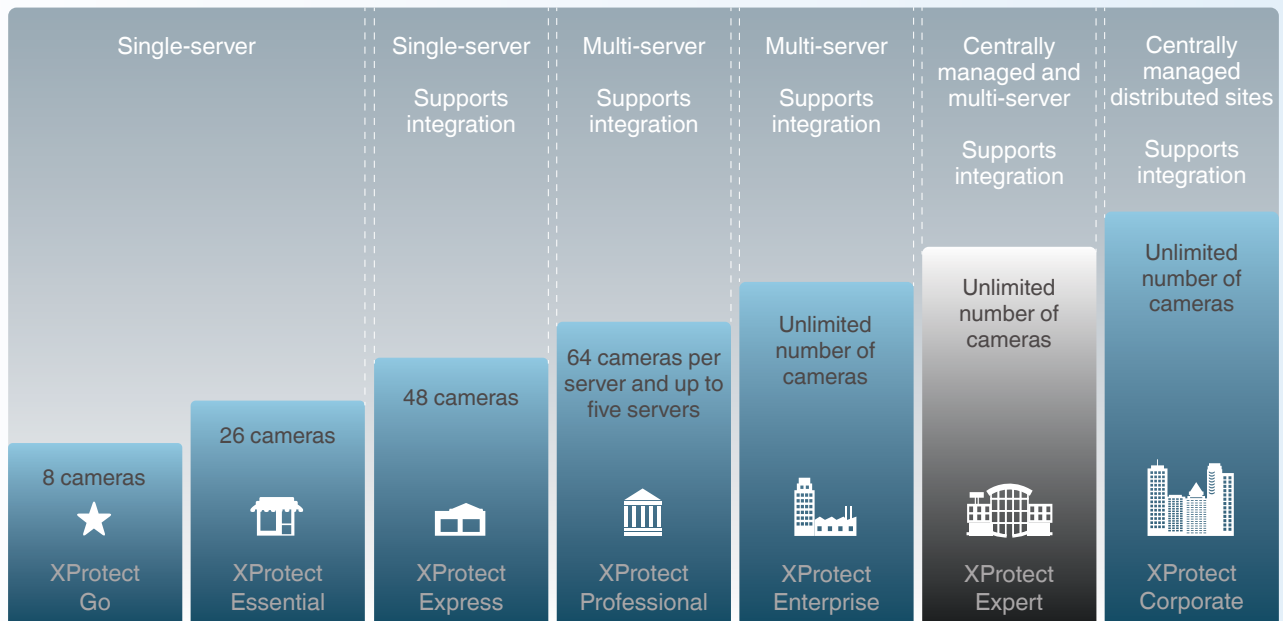 Single-server
Single-server
Supports
integration
Multi-server
Supports
integration
Multi-server
Supports
integration
Centrally
managed and
multi-server
Supports
integration
Centrally
managed
distributed sites
Supports
integration
8 cameras
XProtect
Go
26 cameras
XProtect
Essential
48 cameras
XProtect
Express
64 cameras per
server and up to
five servers
XProtect
Professional
Unlimited
number of
cameras
XProtect
Enterprise
Unlimited
number of
cameras
XProtect
Expert
Unlimited
number of
cameras
XProtect
Corporate